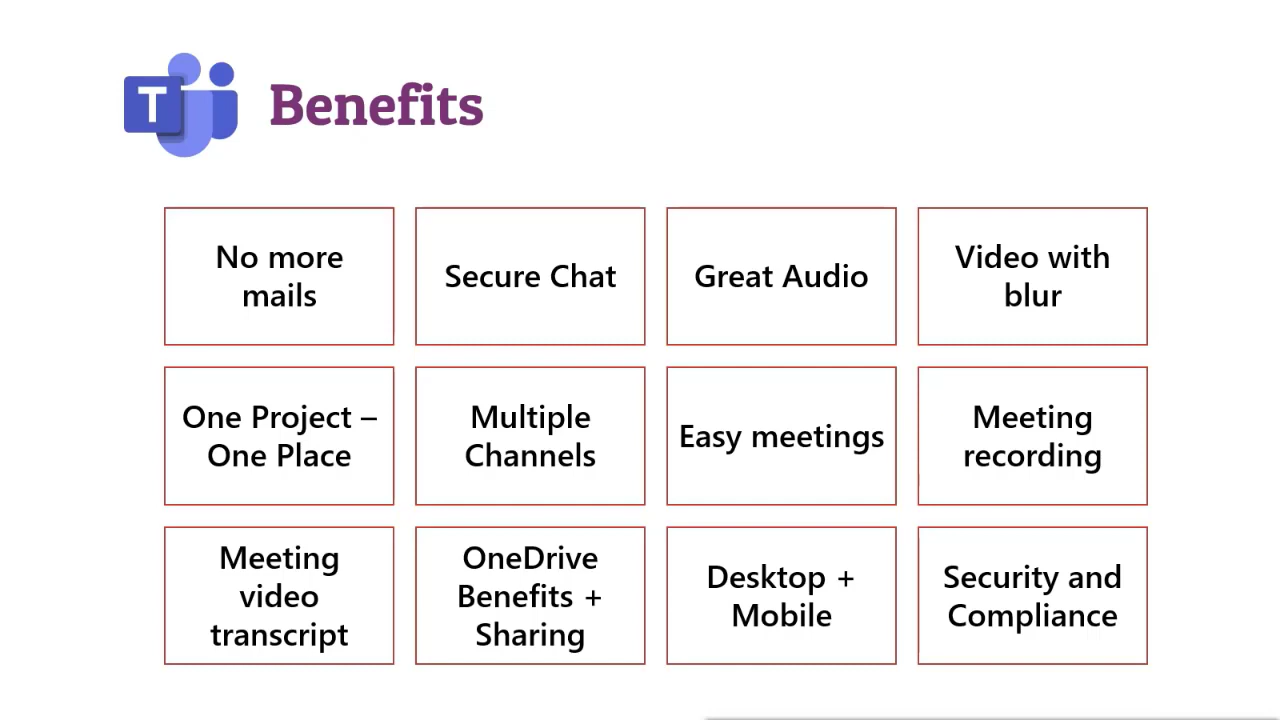 T
Benefits
No more
mails
Secure Chat
Great Audio
Video with
blur
One Project –
One Place
Multiple
Channels
Easy meetings
Meeting
recording
Meeting
video
transcript
OneDrive
Benefits +
Sharing
Desktop +
Mobile
Security and
Compliance